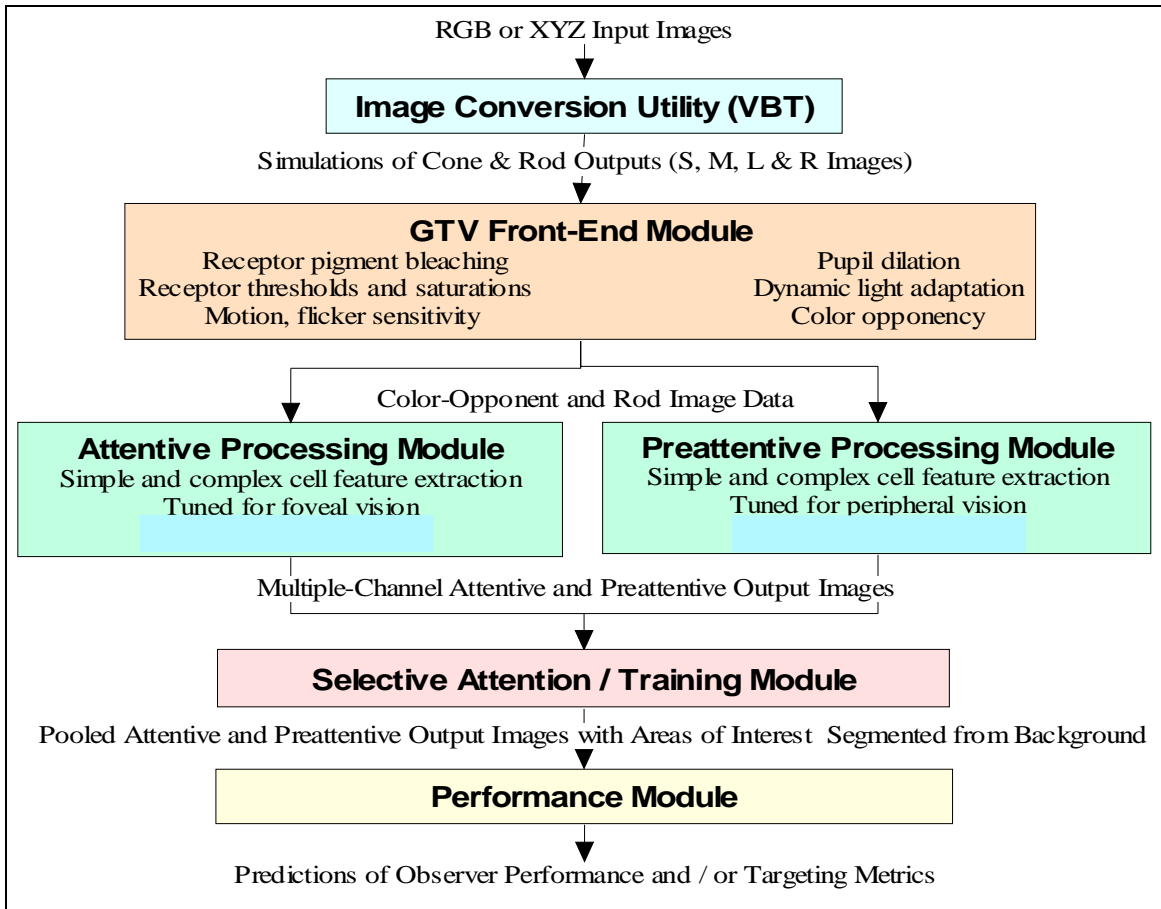 RGB or XYZ Input Images
Image Conversion Utility (VBT)
Simulations of Cone & Rod Outputs (S, M, L & R Images)
GTV Front-End Module
Receptor pigment bleaching
Pupil dilation
Receptor thresholds and saturations
Dynamic light adaptation
Motion, flicker sensitivity
Color opponency
Color-Opponent and Rod Image Data
Attentive Processing Module
Simple and complex cell feature extraction
Tuned for foveal vision
Preattentive Processing Module
Simple and complex cell feature extraction
Tuned for peripheral vision
Multiple-Channel Attentive and Preattentive Output Images
Selective Attention / Training Module
Pooled Attentive and Preattentive Output Images with Areas of Interest Segmented from Background
Performance Module
Predictions of Observer Performance and / or Targeting Metrics